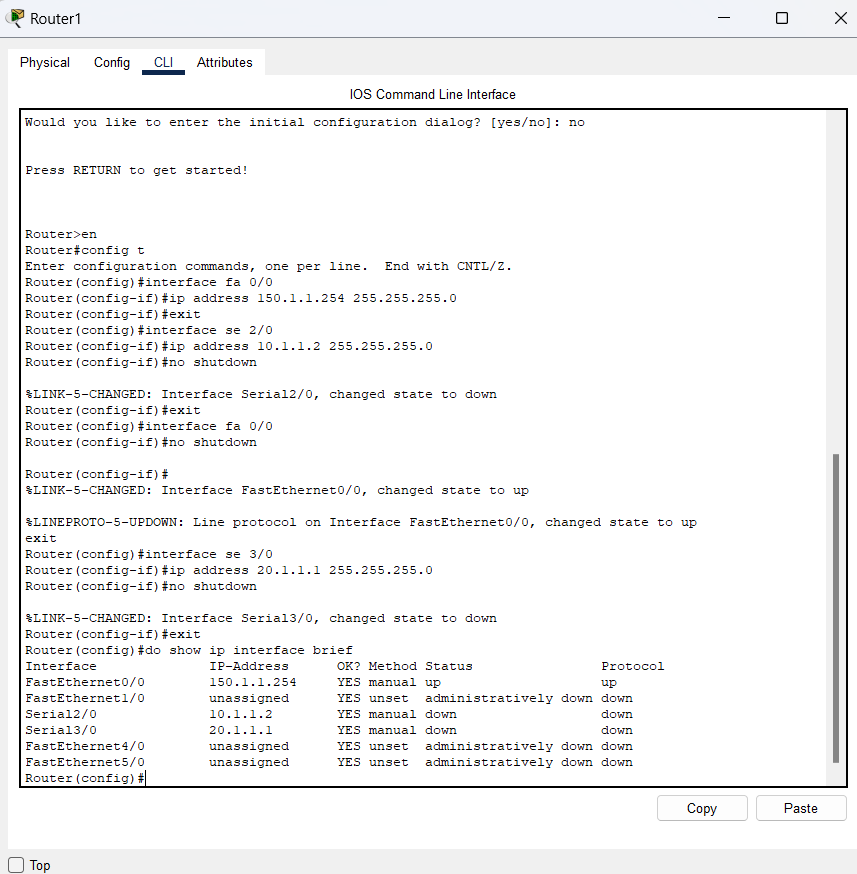 Router1
Physical Config CLI Attributes
IOS Command Line Interface
Would you like to enter the initial configuration dialog? [yes/no]: no
Press RETURN to get started!
Router>en
Router#config t
Enter configuration commands, one per line.  End with CNTL/Z.
Router(config)#interface fa 0/0
Router(config-if)#ip address 150.1.1.254 255.255.255.0
Router(config-if)#exit
Router(config)#interface se 2/0
Router(config-if)#ip address 10.1.1.2 255.255.255.0
Router(config-if)#no shutdown
%LINK-5-CHANGED: Interface Serial2/0, changed state to down
Router(config-if)#exit
Router(config)#interface fa 0/0
Router(config-if)#no shutdown
Router(config-if)#
%LINK-5-CHANGED: Interface FastEthernet0/0, changed state to up
%LINEPROTO-5-UPDOWN: Line protocol on Interface FastEthernet0/0, changed state to up
exit
Router(config)#interface se 3/0
Router(config-if)#ip address 20.1.1.1 255.255.255.0
Router(config-if)#no shutdown
%LINK-5-CHANGED: Interface Serial3/0, changed state to down
Router(config-if)#exit
Router(config)#do show ip interface brief
Interface              IP-Address      OK? Method Status                Protocol
FastEthernet0/0        150.1.1.254     YES manual up                    up
FastEthernet1/0        unassigned      YES unset  administratively down down
Serial2/0              10.1.1.2        YES manual down                  down
Serial3/0              20.1.1.1        YES manual down                  down
FastEthernet4/0        unassigned      YES unset  administratively down down
FastEthernet5/0        unassigned      YES unset  administratively down down
Router(config)#
Copy Paste
Top